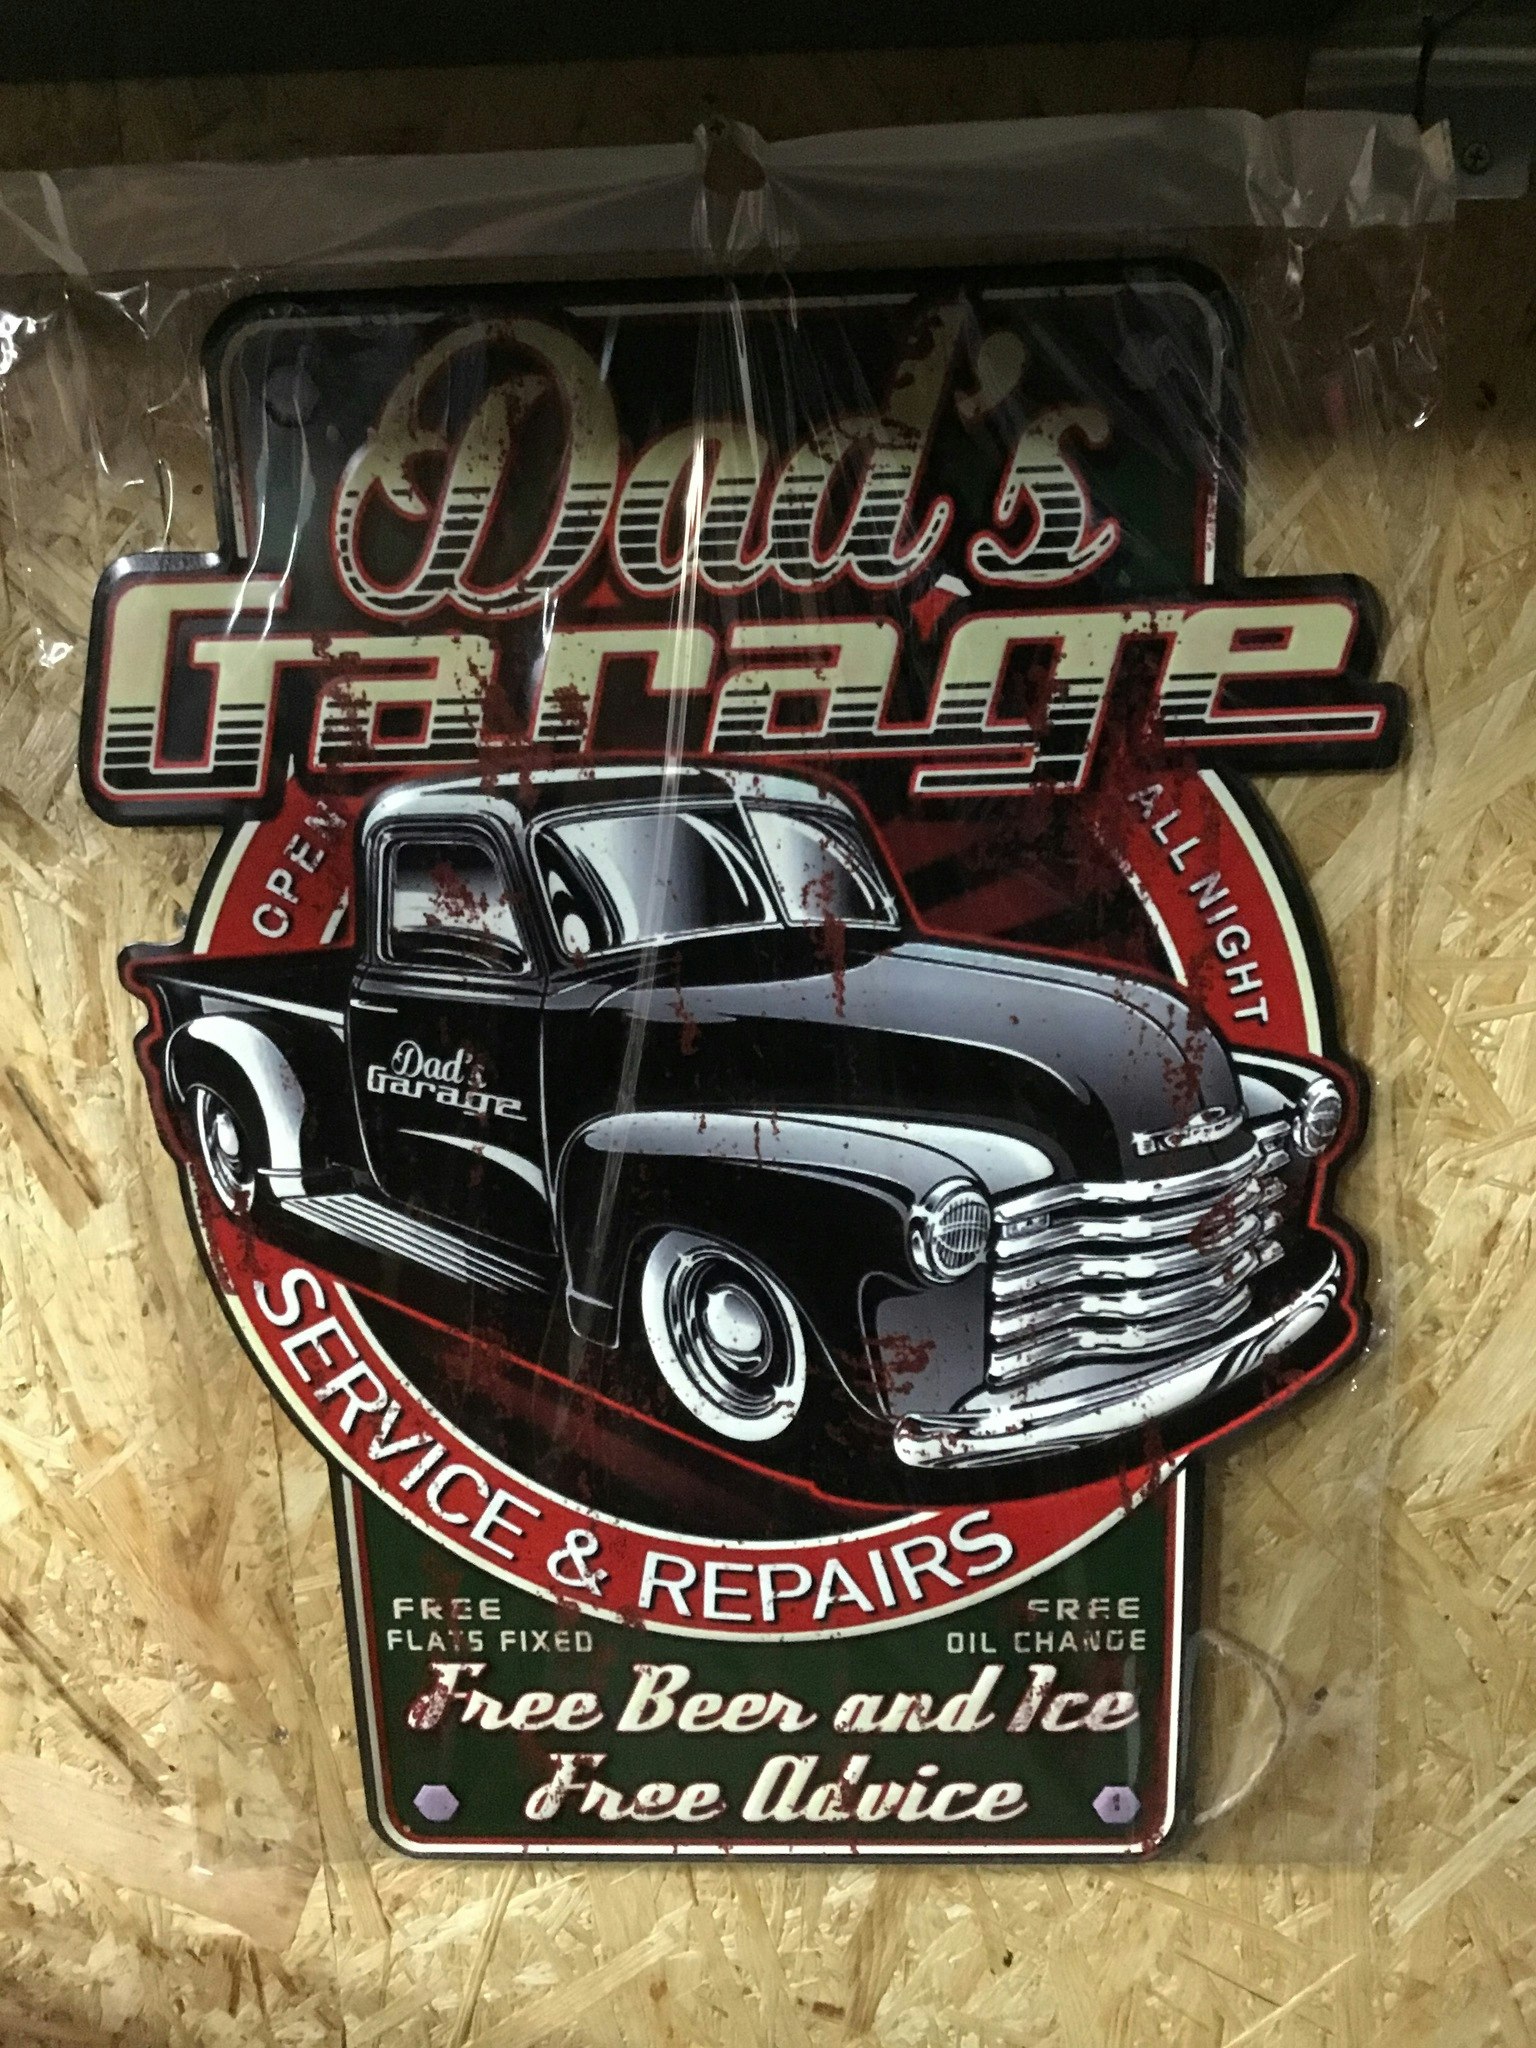 Dad's
Garage
OPEN
ALL NIGHT
Dad's
Garage
SERVICE & REPAIRS
FREE
FLATS FIXED
FREE
OIL CHANGE
Free Beer and Ice
Free Advice